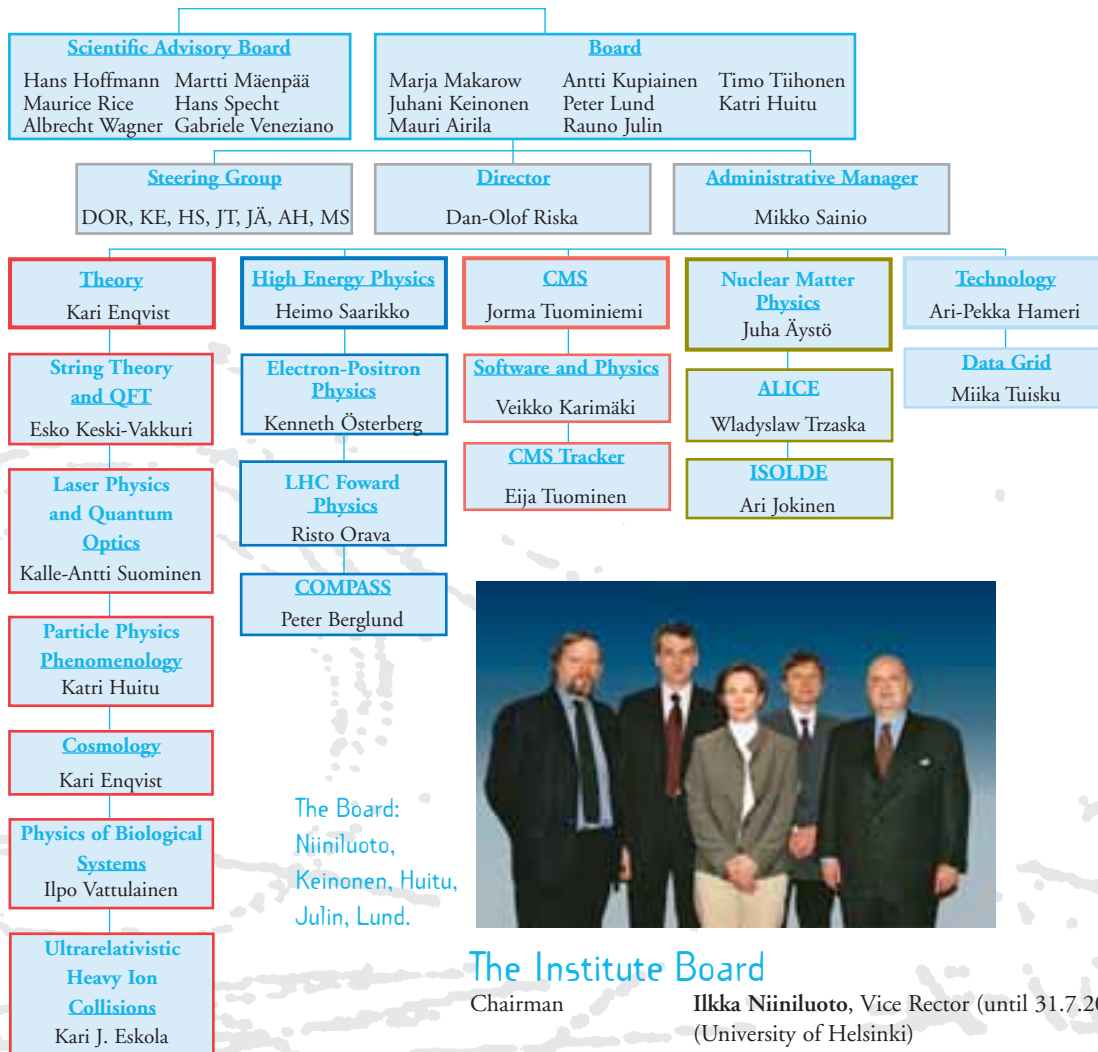 Scientific Advisory Board
Hans Hoffmann Martti Mäenpää
Maurice Rice Hans Specht
Albrecht Wagner Gabriele Veneziano
Board
Marja Makarow Antti Kupiainen Timo Tiihonen
Juhani Keinonen Peter Lund Katri Huitu
Mauri Airila Rauno Julin
Steering Group
DOR, KE, HS, JT, JÄ, AH, MS
Director
Dan-Olof Riska
Administrative Manager
Mikko Sainio
Theory
Kari Enqvist
String Theory
and QFT
Esko Keski-Vakkuri
Laser Physics
and Quantum
Optics
Kalle-Antti Suominen
Particle Physics
Phenomenology
Katri Huitu
Cosmology
Kari Enqvist
Physics of Biological
Systems
Ilpo Vattulainen
Ultrarelativistic
Heavy Ion
Collisions
Kari J. Eskola
High Energy Physics
Heimo Saarikko
Electron-Positron
Physics
Kenneth Österberg
LHC Foward
Physics
Risto Orava
COMPASS
Peter Berglund
CMS
Jorma Tuominiemi
Software and Physics
Veikko Karimäki
CMS Tracker
Eija Tuominen
Nuclear Matter
Physics
Juha Äystö
ALICE
Wladyslaw Trzaska
ISOLDE
Ari Jokinen
Technology
Ari-Pekka Hameri
Data Grid
Miika Tuisku
The Board:
Niiniluoto,
Keinonen, Huitu,
Julin, Lund.
The Institute Board
Chairman Ilkka Niiniluoto, Vice Rector (until
(University of Helsinki)